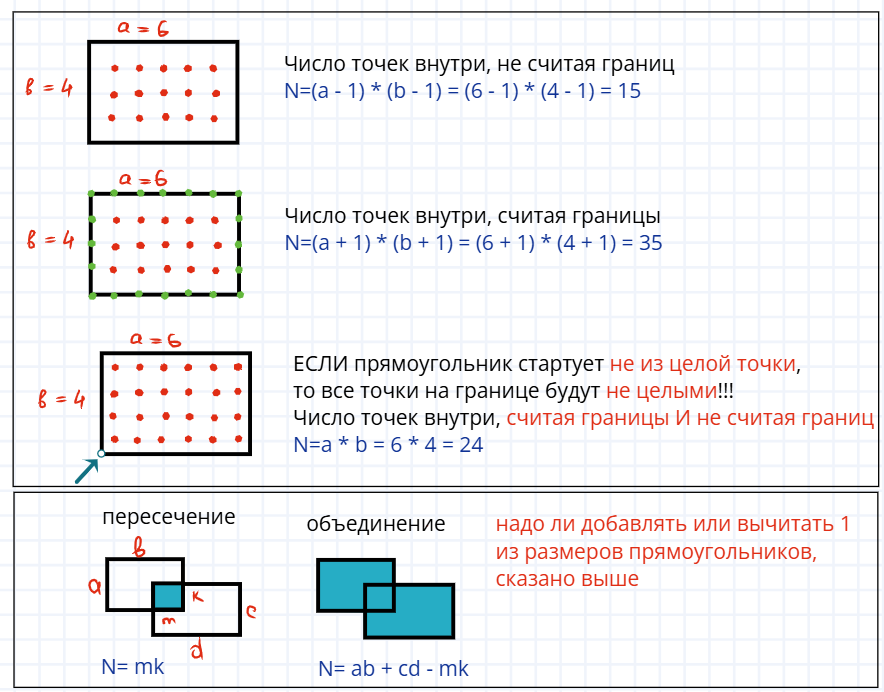 a = 6
в = 4
Число точек внутри, не считая границ
N=(a - 1) * (b - 1) = (6 - 1) * (4 - 1) = 15
a = 6
в = 4
Число точек внутри, считая границы
N=(a + 1) * (b + 1) = (6 + 1) * (4 + 1) = 35
a = 6
в = 4
ЕСЛИ прямоугольник стартует не из целой точки,
то все точки на границе будут не целыми!!!
Число точек внутри, считая границы И не считая границ
N=a * b = 6 * 4 = 24
пересечение
в
a
к
m
c
d
N= mk
объединение
N= ab + cd - mk
надо ли добавлять или вычитать 1
из размеров прямоугольников,
сказано выше